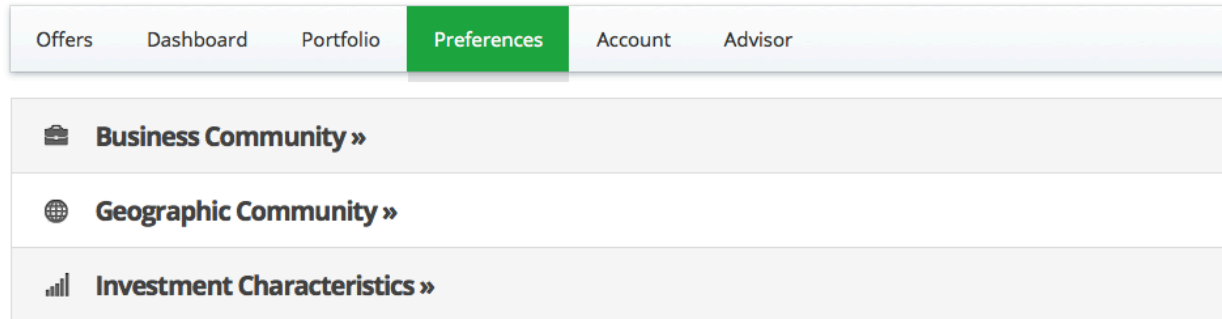 Offers Dashboard Portfolio Preferences Account Advisor
Business Community »
Geographic Community »
Investment Characteristics »